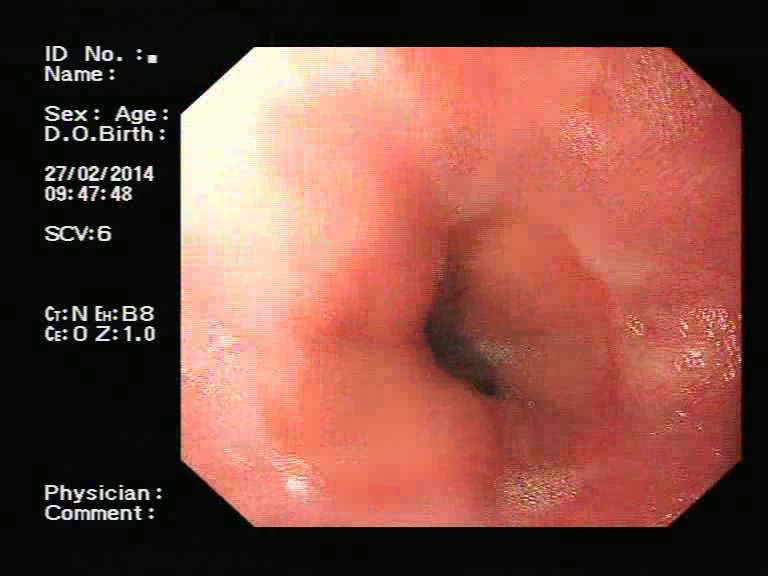 ID No. :
Name:
Sex: Age:
D.O.Birth:
27/02/2014
09:47:48
SCV:6
CT:N EH:B8
CE:0 Z:1.0
Physician:
Comment: